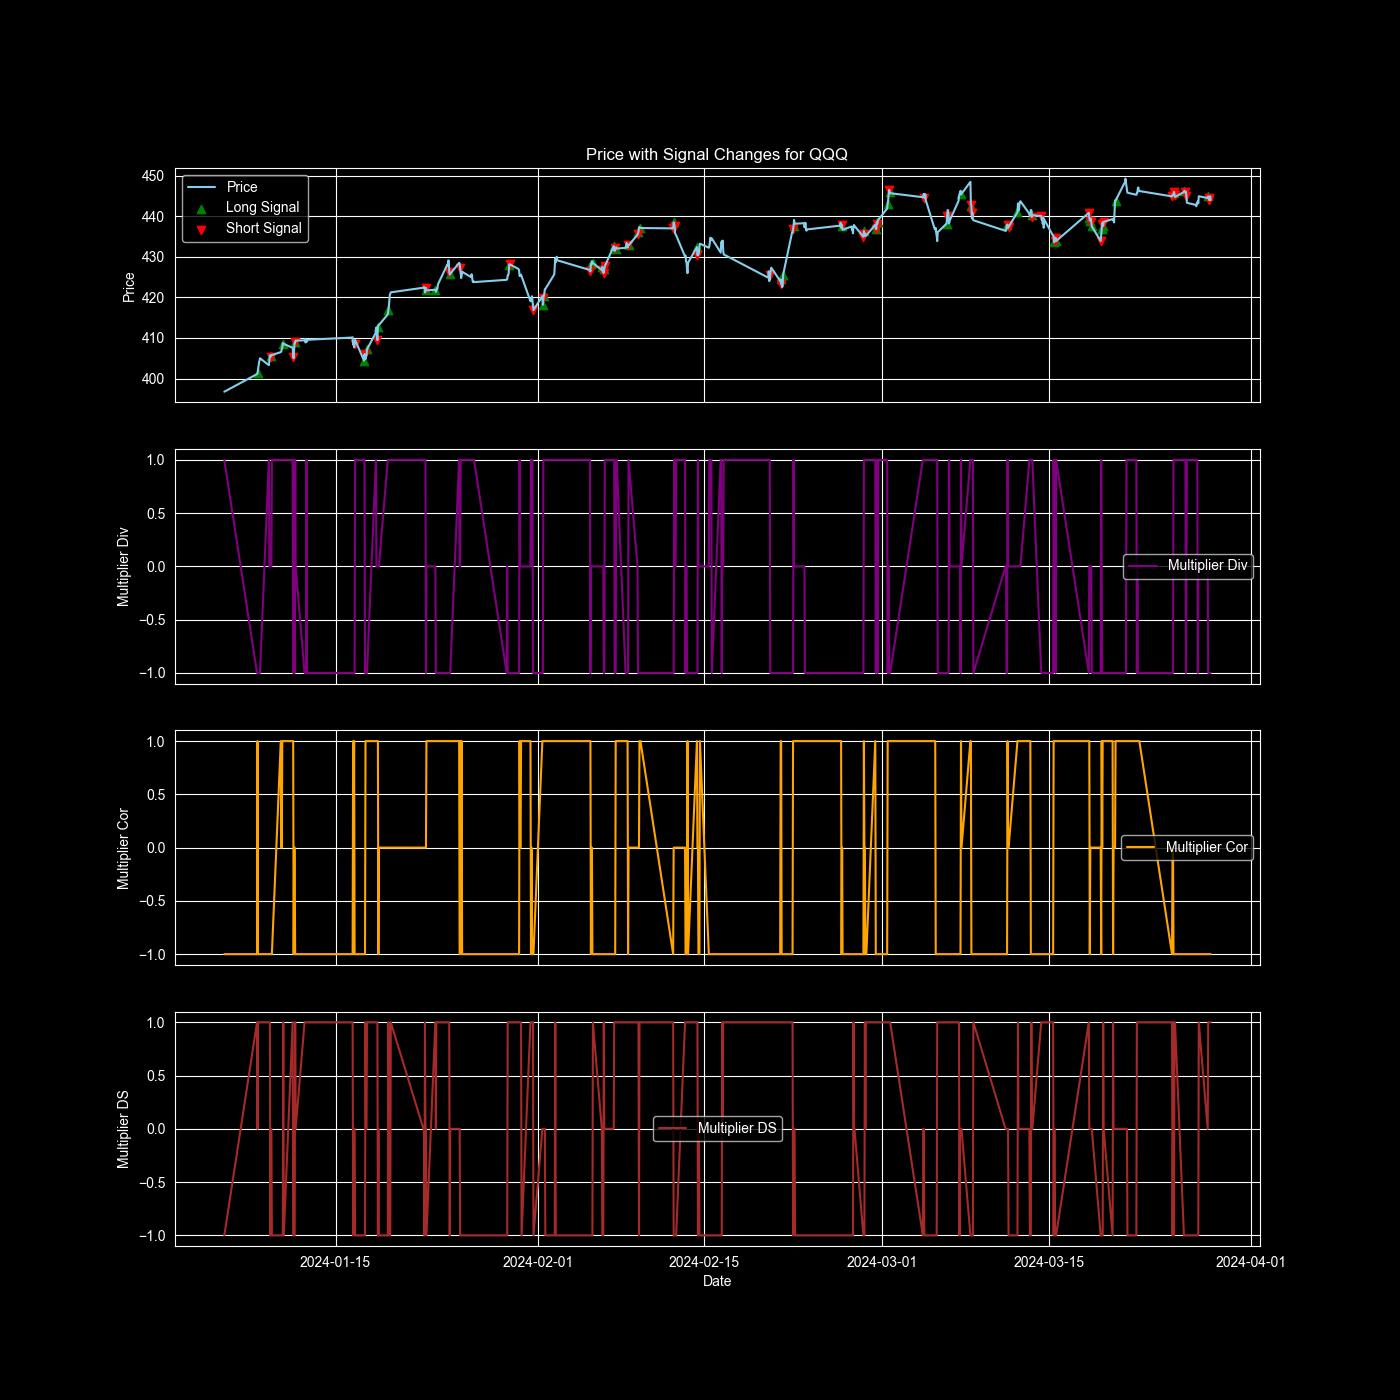 Price with Signal Changes for QQQ
450
440
430
420
410
400
Price
Price
Long Signal
Short Signal
1.0
0.5
0.0
−0.5
−1.0
Multiplier Div
Multiplier Div
1.0
0.5
0.0
−0.5
−1.0
Multiplier Cor
Multiplier Cor
1.0
0.5
0.0
−0.5
−1.0
Multiplier DS
Multiplier DS
2024-01-15 2024-02-01 2024-02-15 2024-03-01 2024-03-15 2024-04-01
Date